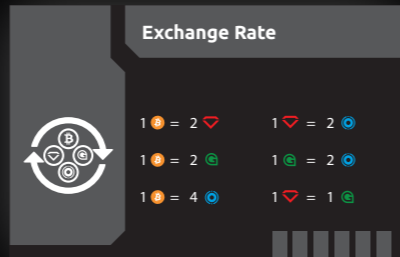 Exchange Rate
1 = 2 1 = 2
1 = 2 1 = 2
1 = 4 1 = 1